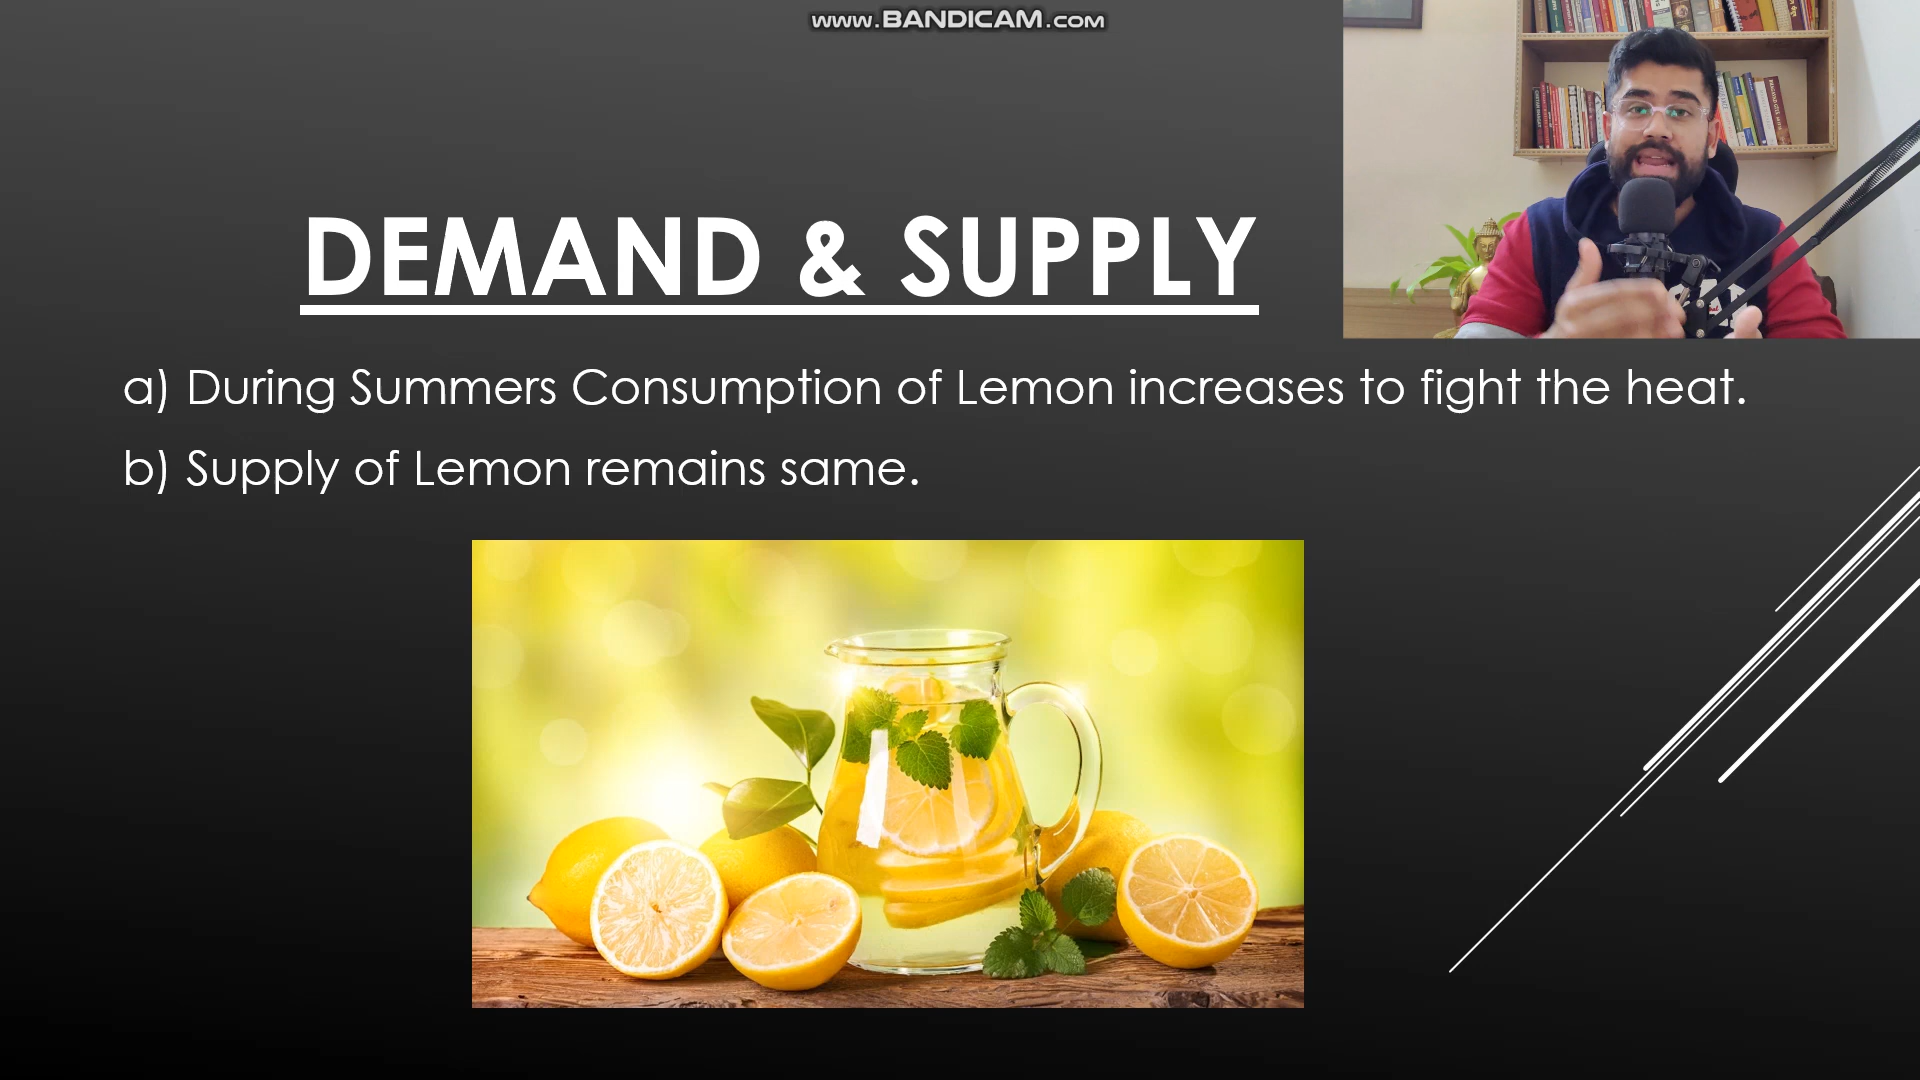 www.BANDICAM.com
DEMAND & SUPPLY
a) During Summers Consumption of Lemon increases to fight the heat.
b) Supply of Lemon remains same.